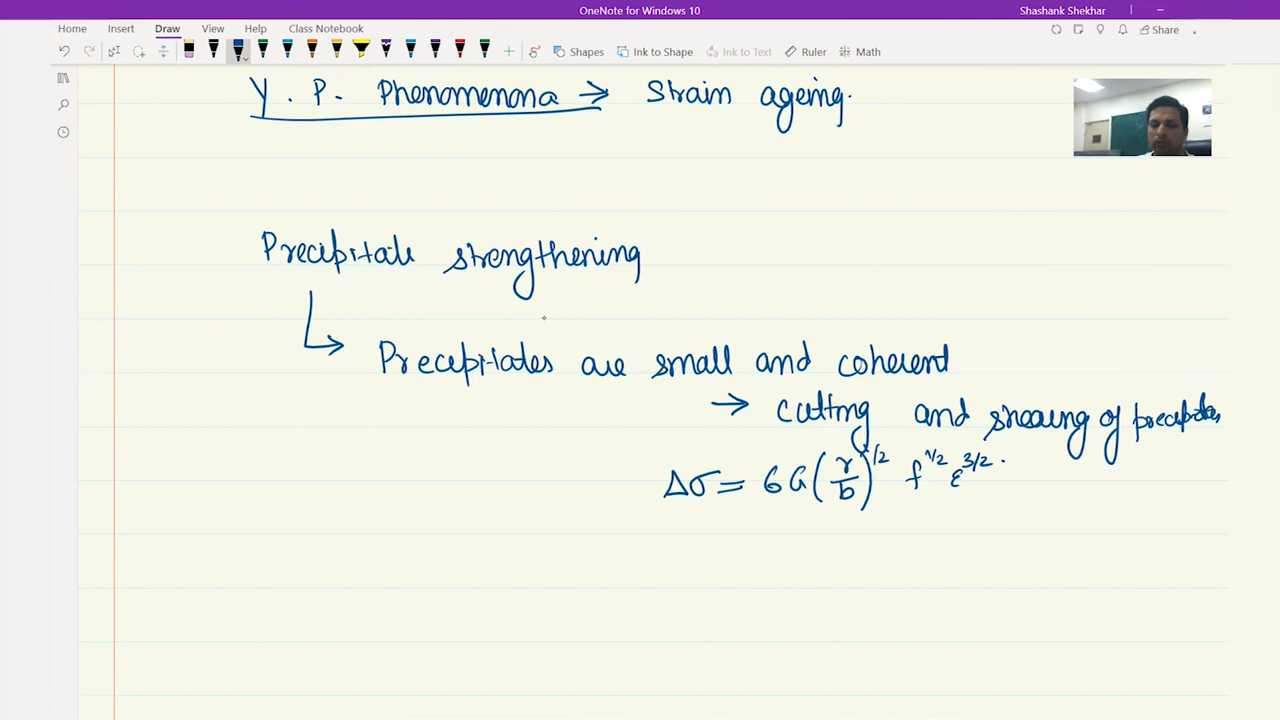 OneNote for Windows 10
Shashank Shekhar
Home Insert Draw View Help Class Notebook
Share
Shapes Ink to Shape Ink to Text Ruler Math
Y. P. Phenomenona → Strain ageing.
Precipitate strengthening
Precipitates are small and coherent
→ cutting and shearing of precipitates
Δσ = 6G(r/b)^1/2 f^1/2 ε^3/2.